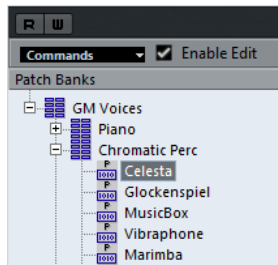 R W
Commands Enable Edit
Patch Banks
GM Voices
Piano
Chromatic Perc
P Celesta
P Glockenspiel
P MusicBox
P Vibraphone
P Marimba